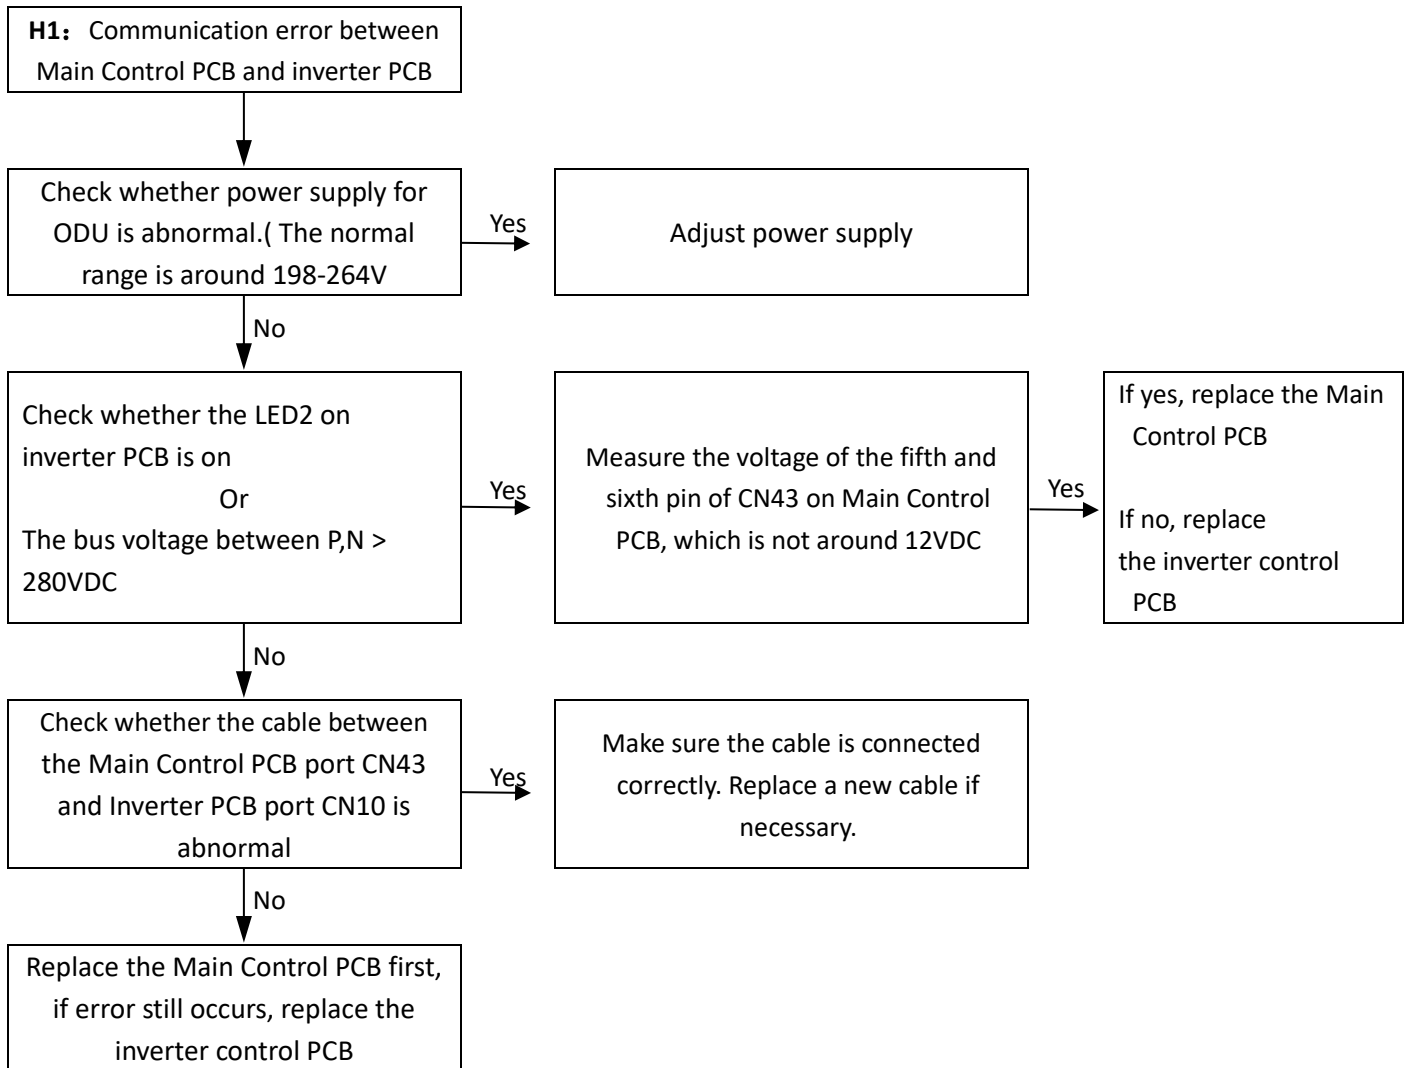 H1：Communication error between
Main Control PCB and inverter PCB
Check whether power supply for
ODU is abnormal.( The normal
range is around 198-264V
Yes
Adjust power supply
No
Check whether the LED2 on
inverter PCB is on
Or
The bus voltage between P,N >
280VDC
Yes
Measure the voltage of the fifth and
sixth pin of CN43 on Main Control
PCB, which is not around 12VDC
Yes
If yes, replace the Main
Control PCB
If no, replace
the inverter control
PCB
No
Check whether the cable between
the Main Control PCB port CN43
and Inverter PCB port CN10 is
abnormal
Yes
Make sure the cable is connected
correctly. Replace a new cable if
necessary.
No
Replace the Main Control PCB first,
if error still occurs, replace the
inverter control PCB